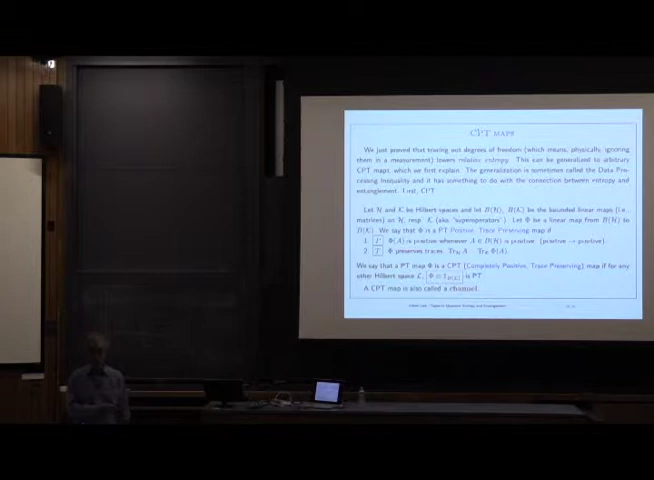 CPT MAPS
We just proved that tracing out degrees of freedom (which means, physically, ignoring
them in a measurement) lowers relative entropy. This can be generalized to arbitrary
CPT maps, which we first explain. The generalization is sometimes called the Data Pro-
cessing Inequality and it has something to do with the connection between entropy and
entanglement. First, CPT
Let H and K be Hilbert spaces and let B(H), B(K) be the bounded linear maps (i.e.,
matrices) on H, resp. K (aka "superoperators"). Let Φ be a linear map from B(H) to
B(K). We say that Φ is a PT Positive, Trace Preserving map if
1 P Φ(A) is positive whenever A ∈ B(H) is positive. (positive → positive).
2 T Φ preserves traces. Tr_H A = Tr_K Φ(A).
We say that a PT map Φ is a CPT (Completely Positive, Trace Preserving) map if for any
other Hilbert space L, Φ ⊗ 1_B(L) is PT.
A CPT map is also called a channel.